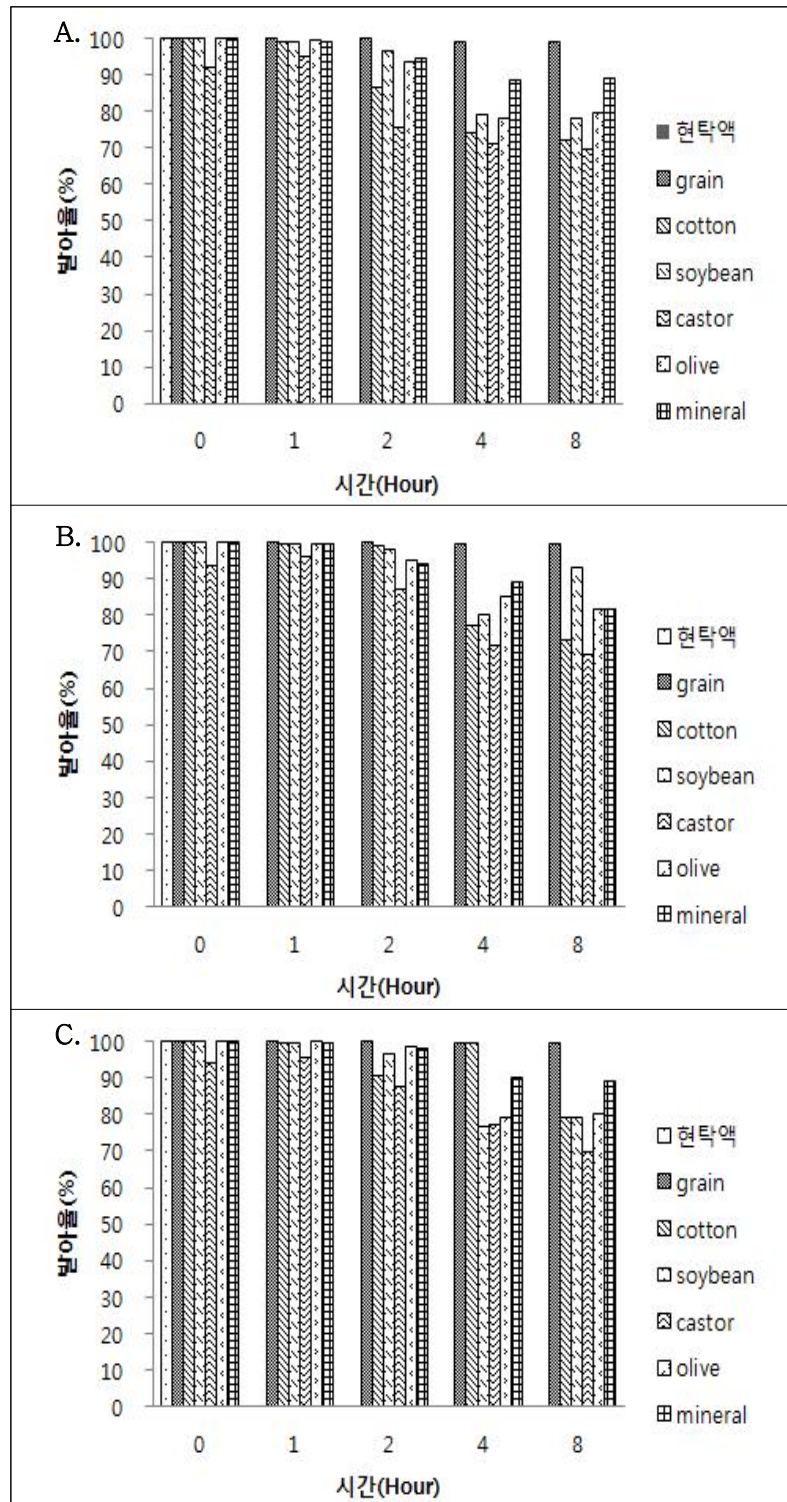 A.
100
90
80
70
60
50
40
30
20
10
0
발아율(%)
0 1 2 4 8
시간(Hour)
현탁액
grain
cotton
soybean
castor
olive
mineral
B.
100
90
80
70
60
50
40
30
20
10
0
발아율(%)
0 1 2 4 8
시간(Hour)
현탁액
grain
cotton
soybean
castor
olive
mineral
C.
100
90
80
70
60
50
40
30
20
10
0
발아율(%)
0 1 2 4 8
시간(Hour)
현탁액
grain
cotton
soybean
castor
olive
mineral